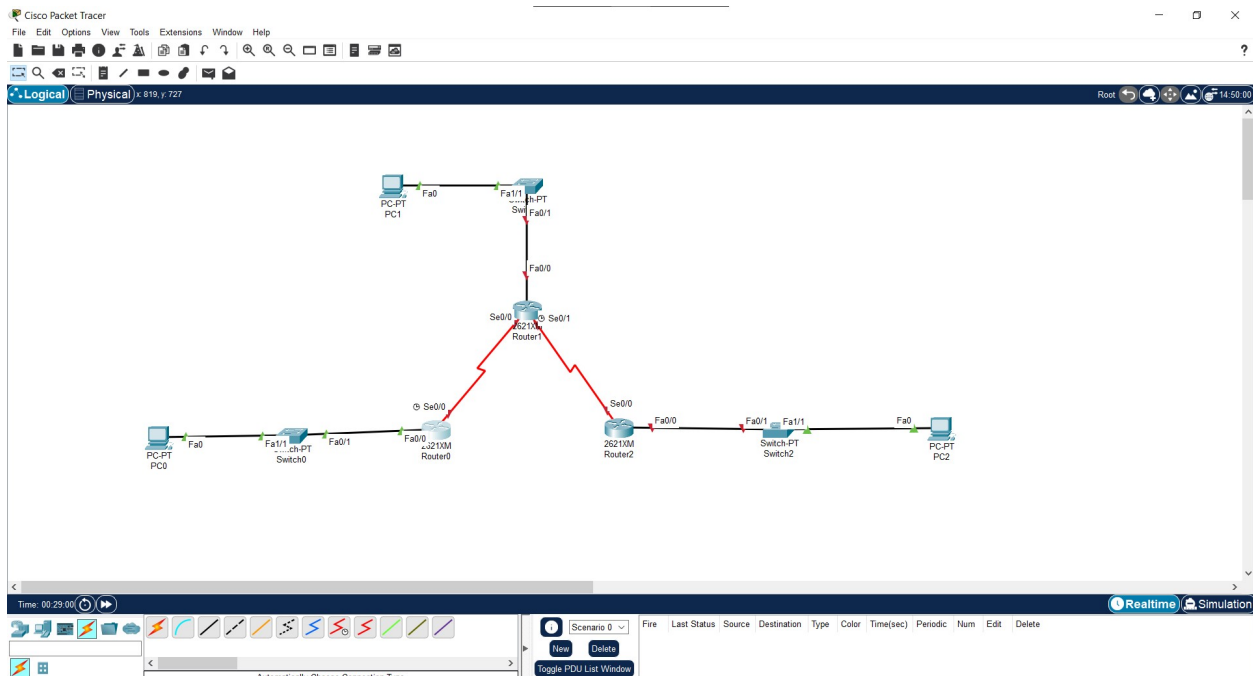 Cisco Packet Tracer
File Edit Options View Tools Extensions Window Help
?
Logical Physical x: 819, y: 727
Root 14:50:00
Fa0 Fa1/1
PC-PT
PC1
Fa0/1
Fa0/0
Se0/0 Se0/1
Router1
Se0/0
Se0/0
Fa0/0 Fa0/1 Fa1/1 Fa0
Fa0 Fa1/1 Fa0/1 Fa0/0
PC-PT
PC0
Switch0
Router0
2621XM
Router2
Switch-PT
Switch2
PC-PT
PC2
Time: 00:29:00
Realtime Simulation
Scenario 0
Fire Last Status Source Destination Type Color Time(sec) Periodic Num Edit Delete
New Delete
Toggle PDU List Window